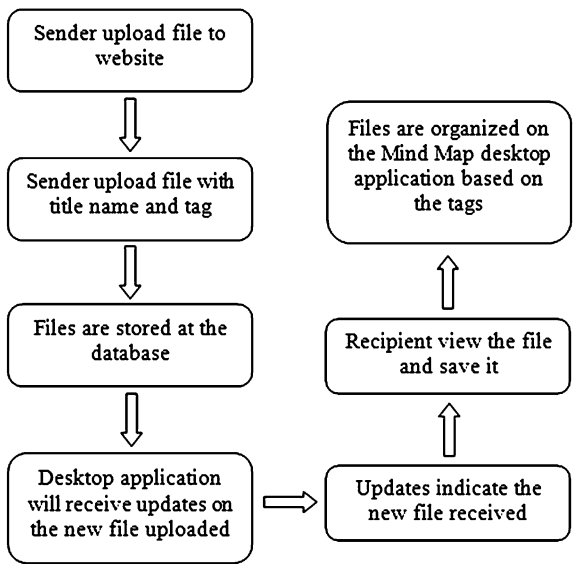 Sender upload file to
website
Sender upload file with
title name and tag
Files are stored at the
database
Desktop application
will receive updates on
the new file uploaded
Updates indicate the
new file received
Recipient view the file
and save it
Files are organized on
the Mind Map desktop
application based on
the tags